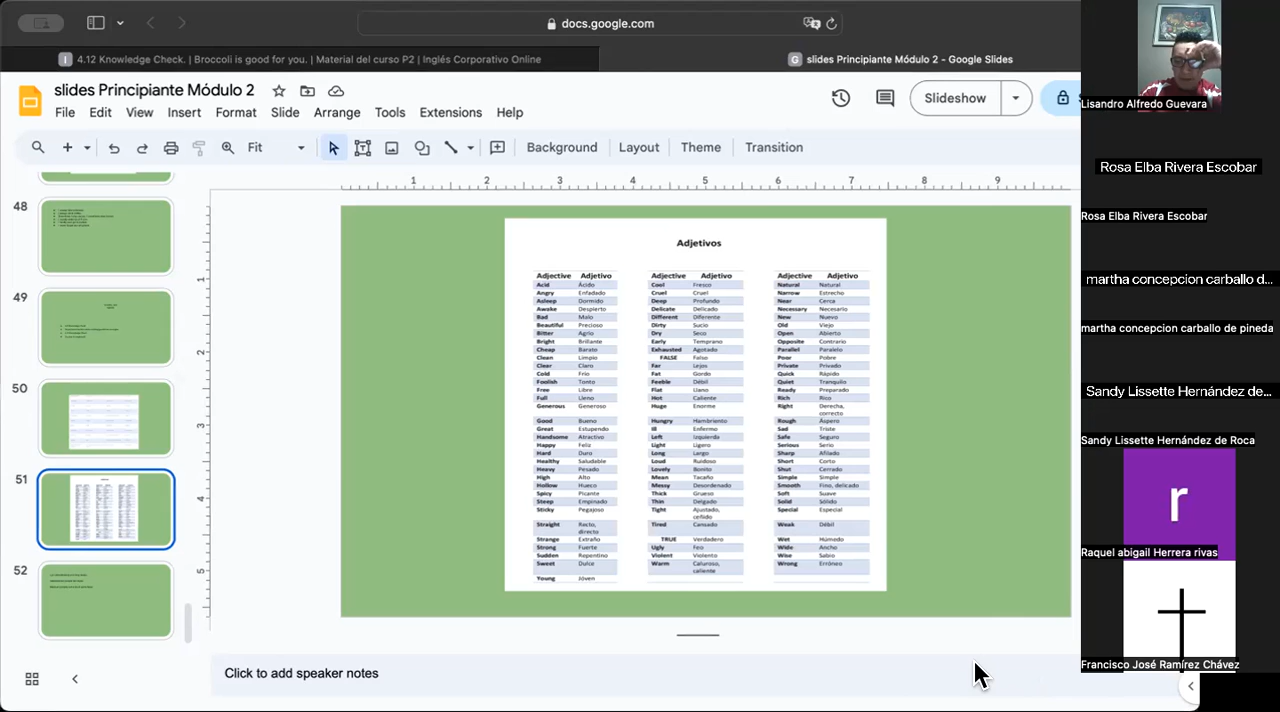 docs.google.com
4.12 Knowledge Check. | Broccoli is good for you. | Material del curso P2 | Inglés Corporativo Online
slides Principiante Módulo 2 - Google Slides
slides Principiante Módulo 2
File Edit View Insert Format Slide Arrange Tools Extensions Help
Slideshow
Fit
Background Layout Theme Transition
1 2 3 4 5 6 7 8 9
48
49
50
51
52
1
2
3
4
5
Adjetivos
Adjective Adjetivo Adjective Adjetivo Adjective Adjetivo
Acid Ácido Cool Fresco Natural Natural
Angry Enfadado Cruel Cruel Narrow Estrecho
Asleep Dormido Deep Profundo Near Cerca
Awake Despierto Delicate Delicado Necessary Necesario
Bad Malo Different Diferente New Nuevo
Beautiful Precioso Dirty Sucio Old Viejo
Bitter Agrio Dry Seco Open Abierto
Bright Brillante Early Temprano Opposite Contrario
Cheap Barato Exhausted Agotado Parallel Paralelo
Clean Limpio FALSE Falso Poor Pobre
Clear Claro Far Lejos Private Privado
Cold Frío Fat Gordo Quick Rápido
Foolish Tonto Feeble Débil Quiet Tranquilo
Free Libre Flat Llano Ready Preparado
Full Lleno Hot Caliente Rich Rico
Generous Generoso Huge Enorme Right Derecha,
correcto
Good Bueno Hungry Hambriento Rough Áspero
Great Estupendo Ill Enfermo Sad Triste
Handsome Atractivo Left Izquierda Safe Seguro
Happy Feliz Light Ligero Serious Serio
Hard Duro Long Largo Sharp Afilado
Healthy Saludable Loud Ruidoso Short Corto
Heavy Pesado Lovely Bonito Shut Cerrado
High Alto Mean Tacaño Simple Simple
Hollow Hueco Messy Desordenado Smooth Fino, delicado
Spicy Picante Thick Grueso Soft Suave
Steep Empinado Thin Delgado Solid Sólido
Sticky Pegajoso Tight Ajustado, Special Especial
ceñido
Straight Recto, Tired Cansado Weak Débil
directo
Strange Extraño TRUE Verdadero Wet Húmedo
Strong Fuerte Ugly Feo Wide Ancho
Sudden Repentino Violent Violento Wise Sabio
Sweet Dulce Warm Caluroso, Wrong Erróneo
caliente
Young Jóven
Click to add speaker notes
Lisandro Alfredo Guevara
Rosa Elba Rivera Escobar
Rosa Elba Rivera Escobar
martha concepcion carballo d...
martha concepcion carballo de pineda
Sandy Lissette Hernández de...
Sandy Lissette Hernández de Roca
r
Raquel abigail Herrera rivas
Francisco José Ramírez Chávez